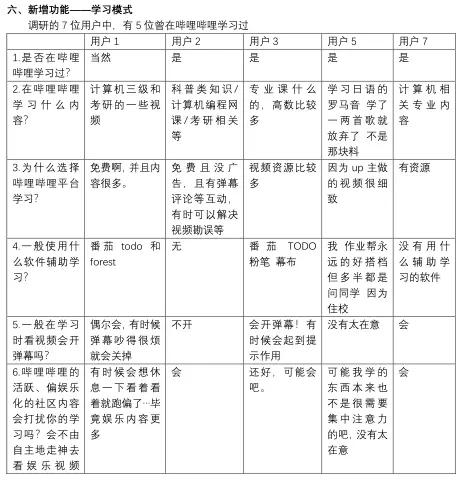 六、新增功能——学习模式
调研的 7 位用户中，有 5 位曾在哔哩哔哩学习过
用户 1
用户 2
用户 3
用户 5
用户 7
1.是否在哔哩
哔哩学习过？
当然
是
是
是
是
2.在哔哩哔哩
学习什么内
容？
计算机三级和
考研的一些视
频
科普类知识/
计算机编程网
课/考研相关
等
专业课什么
的，高数比较
多
学习日语的
罗马音 学了
一两首歌就
放弃了 不是
那块料
计算机相
关专业内
容
3.为什么选择
哔哩哔哩平台
学习？
免费啊，并且内
容很多。
免费且没广
告，且有弹幕
评论等互动，
有时可以解决
视频勘误等
视频资源比较
多
因为 up 主做
的视频很细
致
有资源
4.一般使用什
么软件辅助学
习？
番茄 todo 和
forest
无
番茄 TODO
粉笔 幕布
我 作业帮永
远的好搭档
但多半都是
问同学 因为
住校
没有用什
么辅助学
习的软件
5.一般在学习
时看视频会开
弹幕吗？
偶尔会，有时候
弹幕吵得很烦
就会关掉
不开
会开弹幕！有
时候会起到提
示作用
没有太在意
会
6.哔哩哔哩的
活跃、偏娱乐
化的社区内容
会打扰你的学
习吗？会不由
自主地走神去
看娱乐视频
有时候会想休
息一下看着看
着就跑偏了…毕
竟娱乐内容更
多
会
还好，可能会
吧。
可能我学的
东西本来也
不是很需要
集中注意力
的吧，没有太
在意
会